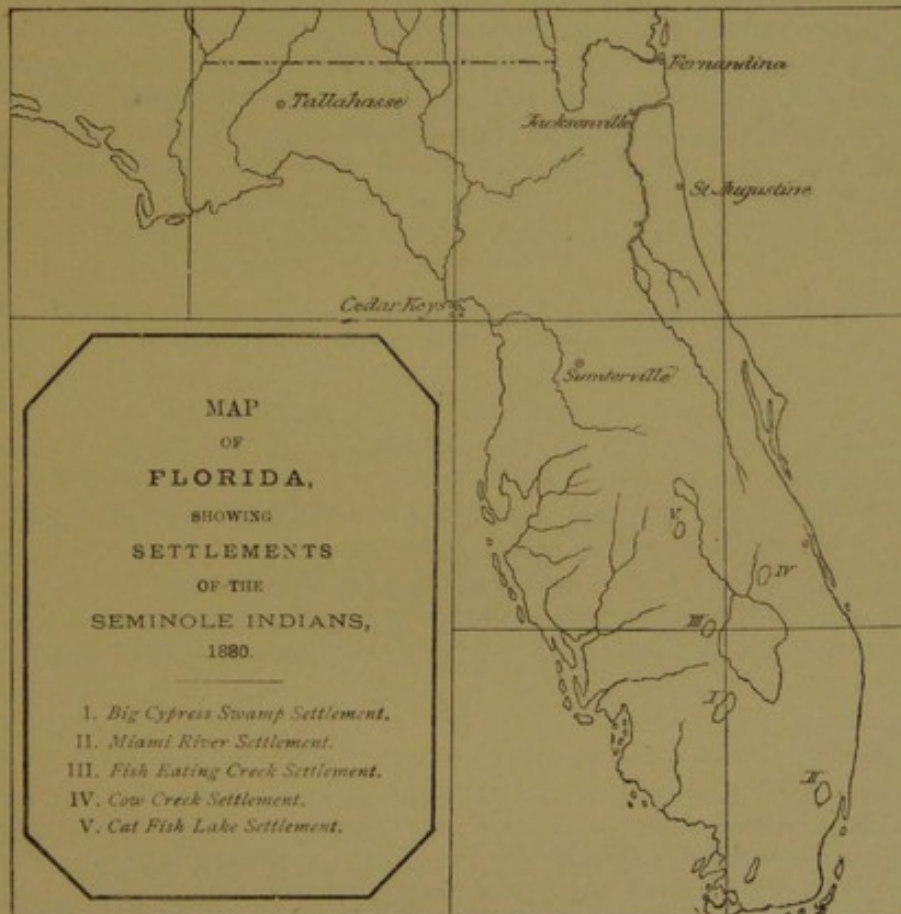 Fernandina
Tallahasse
Jacksonville
St Augustine
Cedar Keys
Sumterville
MAP
OF
FLORIDA,
SHOWING
SETTLEMENTS
OF THE
SEMINOLE INDIANS,
1880.
I. Big Cypress Swamp Settlement.
II. Miami River Settlement.
III. Fish Eating Creek Settlement.
IV. Cow Creek Settlement.
V. Cat Fish Lake Settlement.
V
IV
III
I
II